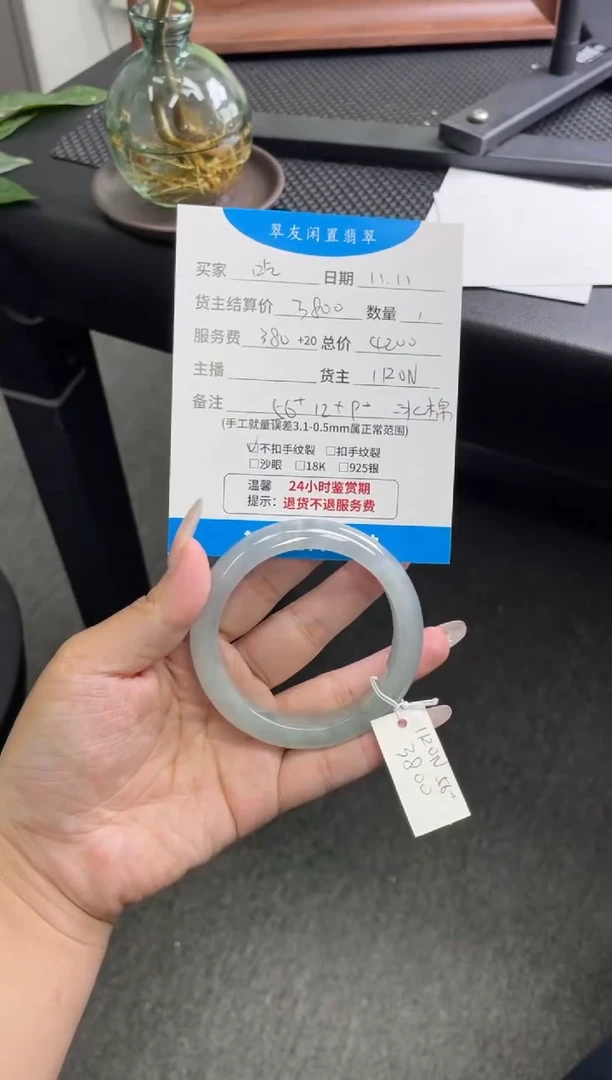 翠友闲置翡翠
买家 日期 11.11
货主结算价 3800 数量 1
服务费 380 +20 总价 4200
主播 货主 1120N
备注 56+ 12+ p+ 冰棉
(手工就量误差3.1-0.5mm属正常范围)
☑不扣手纹裂 □扣手纹裂
□沙眼 □18K □925银
温馨 24小时鉴赏期
提示：退货不退服务费
1120N 56+
3800